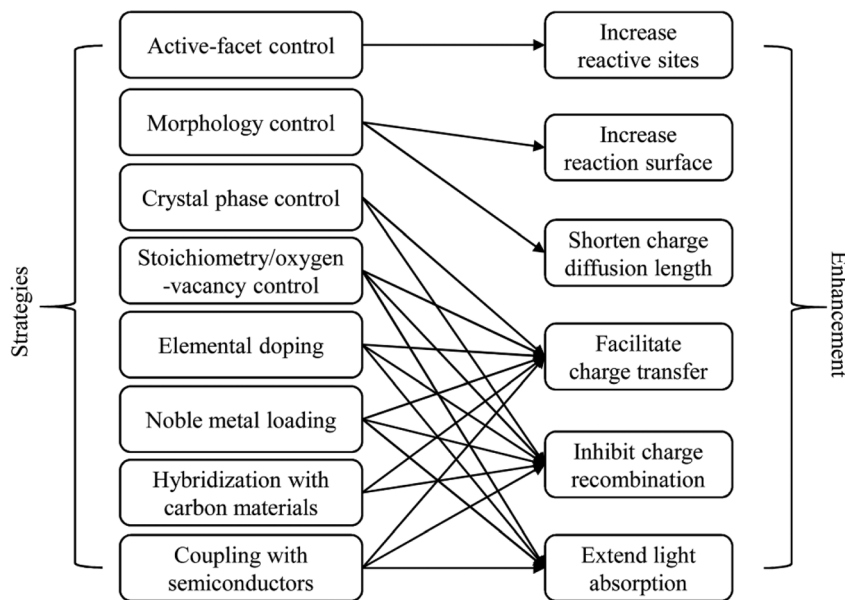 Strategies
Active-facet control
Morphology control
Crystal phase control
Stoichiometry/oxygen
-vacancy control
Elemental doping
Noble metal loading
Hybridization with
carbon materials
Coupling with
semiconductors
Increase
reactive sites
Increase
reaction surface
Shorten charge
diffusion length
Facilitate
charge transfer
Inhibit charge
recombination
Extend light
absorption
Enhancement